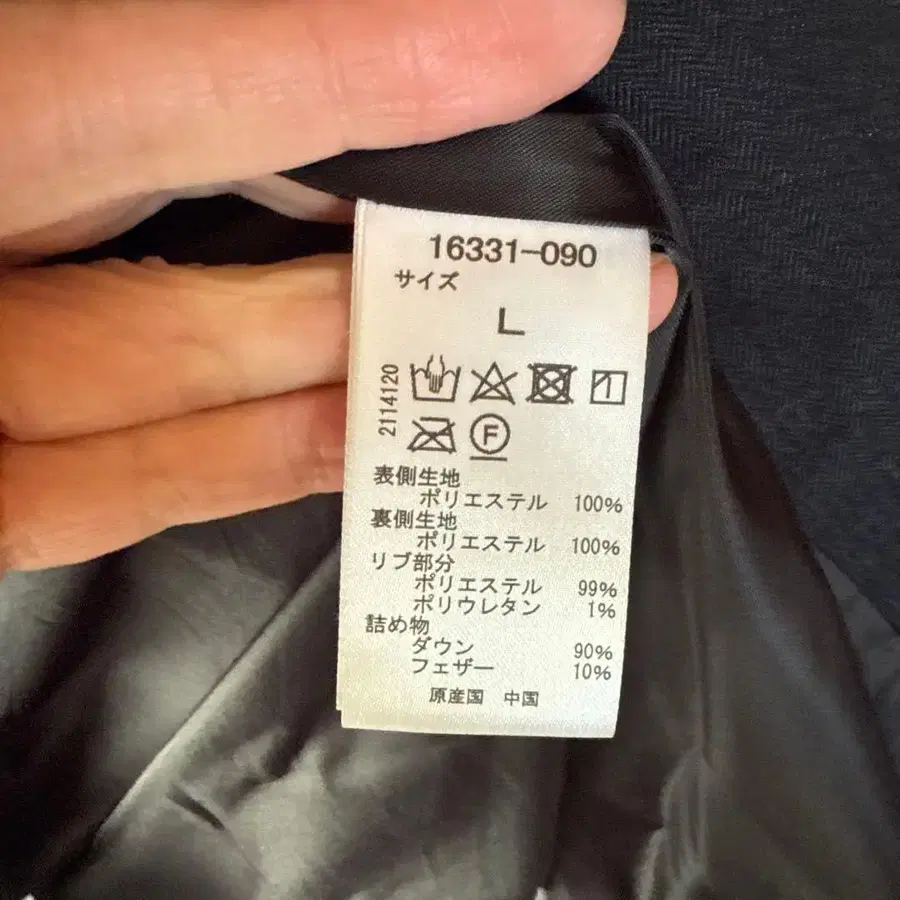 16331-090
サイズ
L
2114120
1
F
表側生地
ポリエステル 100%
裏側生地
ポリエステル 100%
リブ部分
ポリエステル 99%
ポリウレタン 1%
詰め物
ダウン 90%
フェザー 10%
原産国 中国